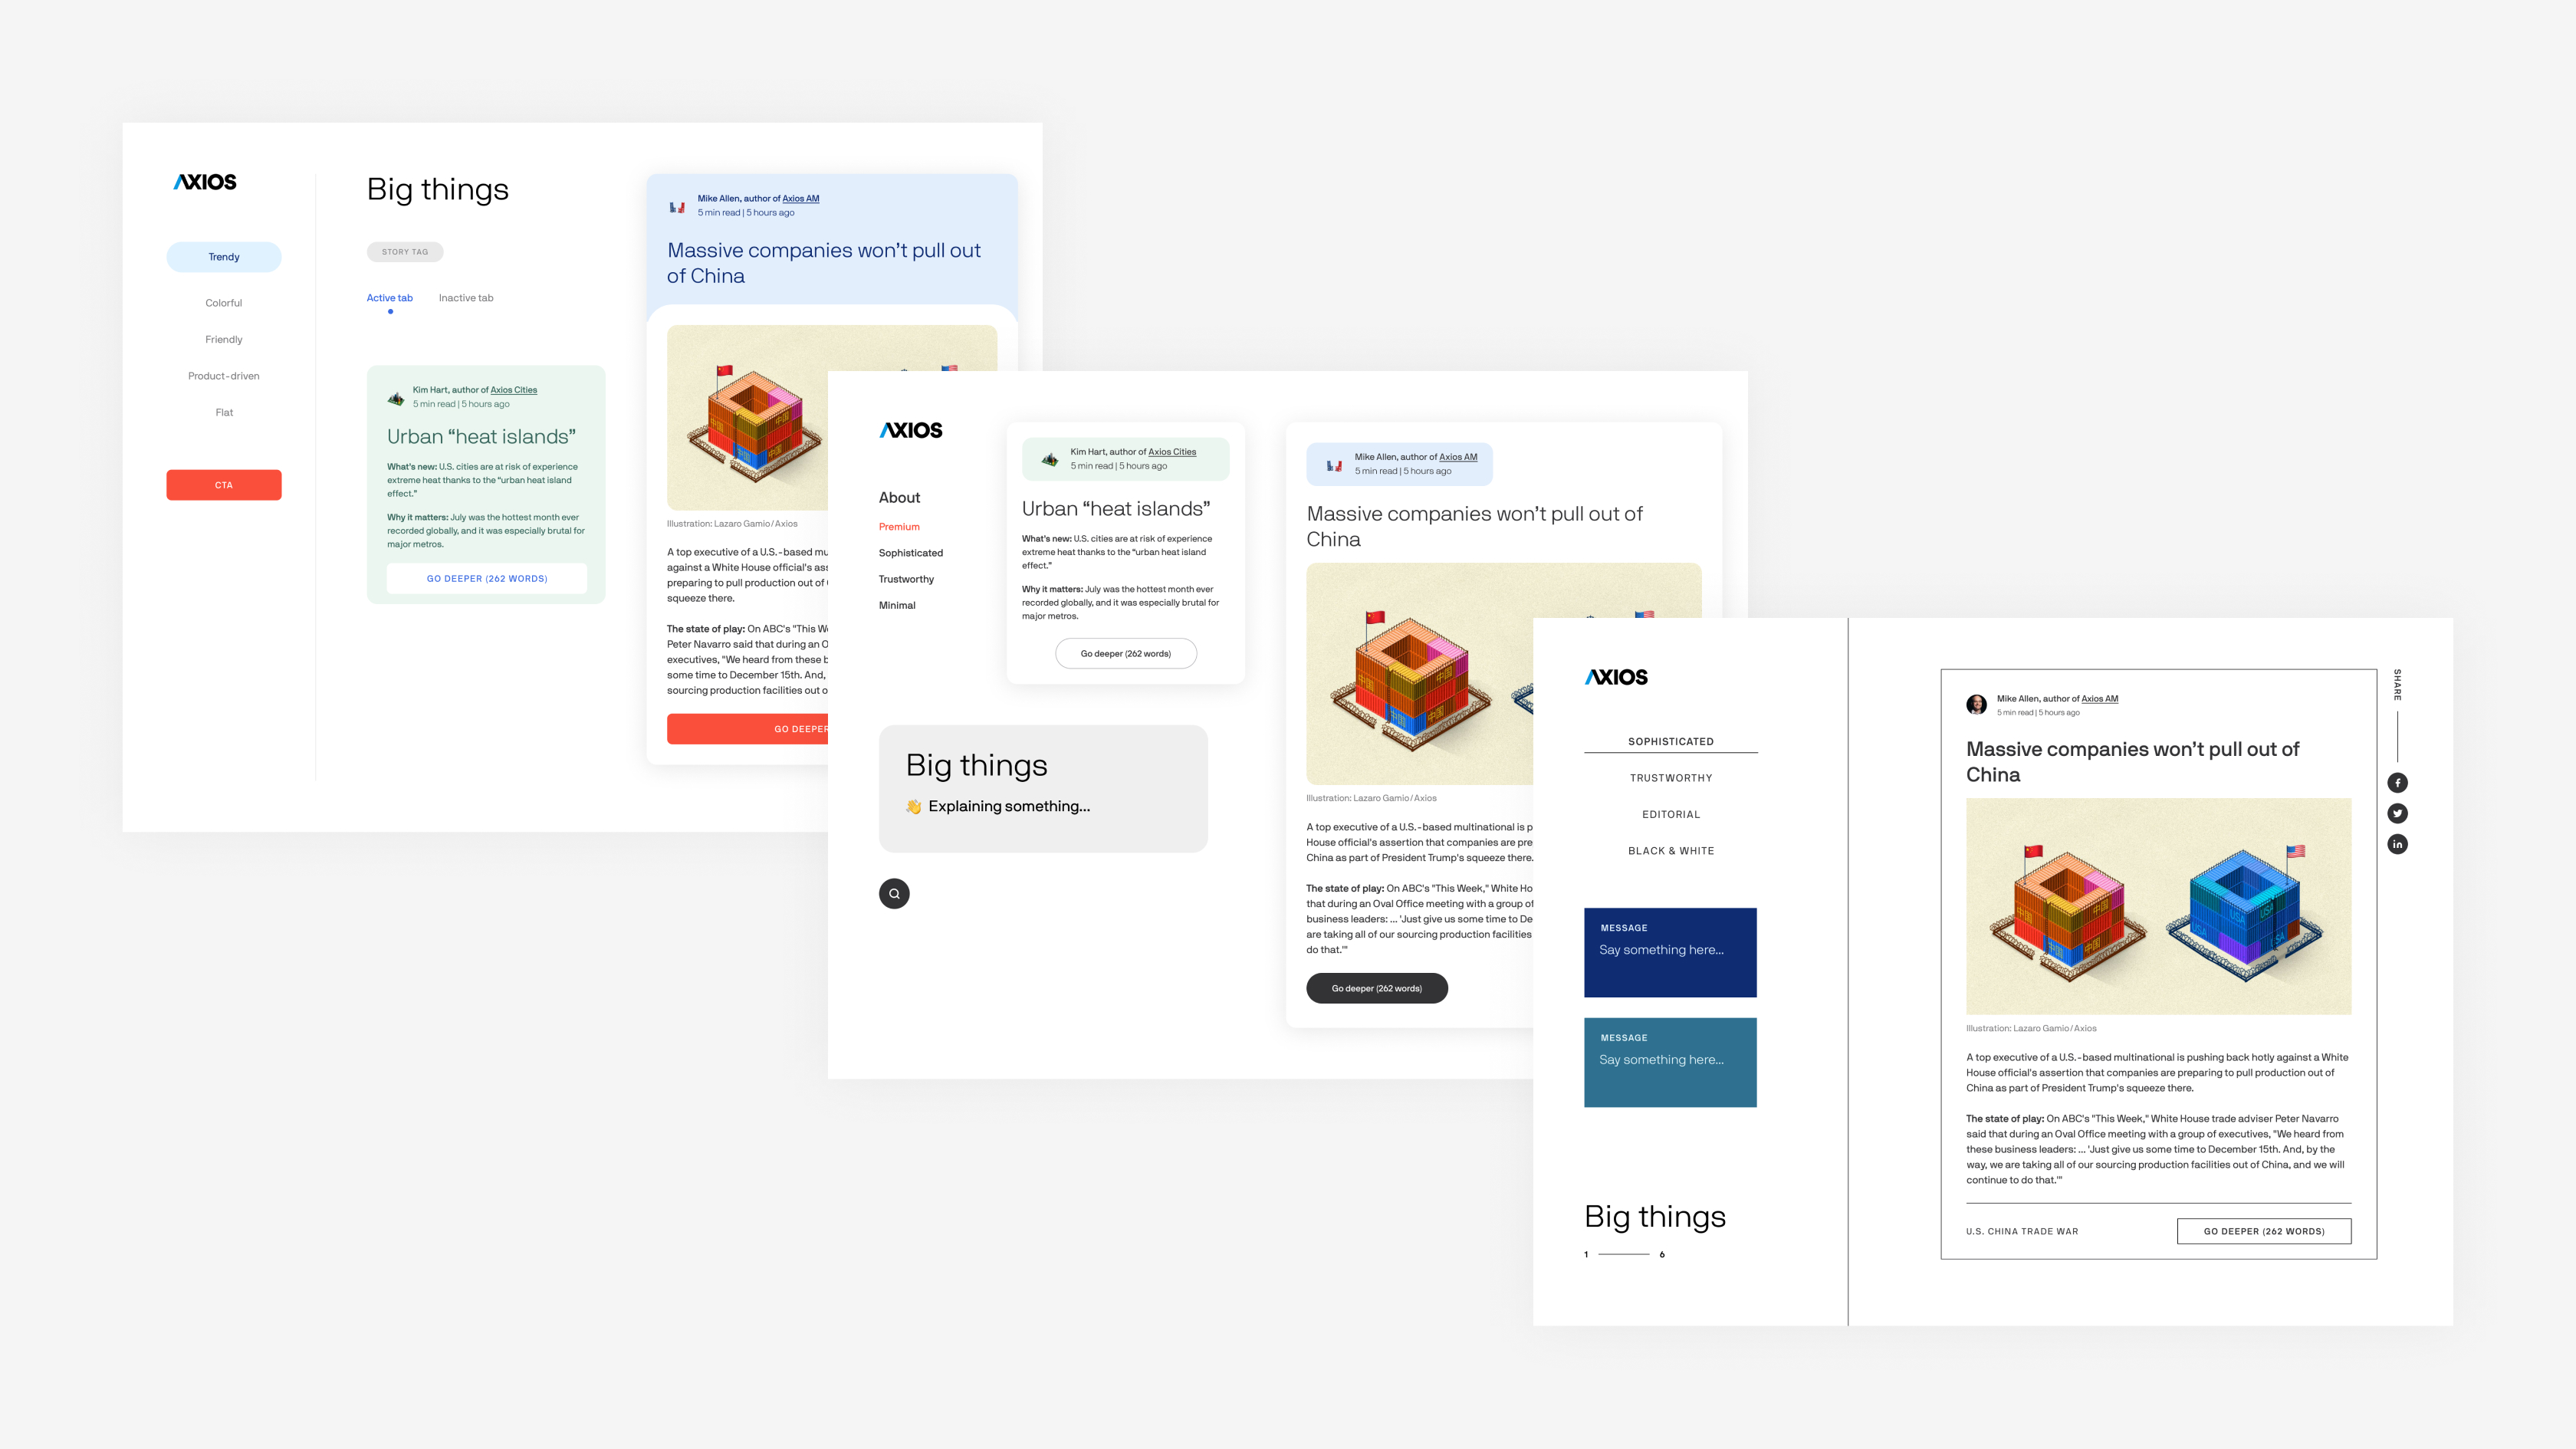 AXIOS
Trendy
Colorful
Friendly
Product-driven
Flat
CTA
Big things
STORY TAG
Active tab Inactive tab
Kim Hart, author of Axios Cities
5 min read | 5 hours ago
Urban “heat islands”
What's new: U.S. cities are at risk of experience
extreme heat thanks to the “urban heat island
effect.”
Why it matters: July was the hottest month ever
recorded globally, and it was especially brutal for
major metros.
GO DEEPER (262 WORDS)
Mike Allen, author of Axios AM
5 min read | 5 hours ago
Massive companies won’t pull out
of China
中国
中国
中国
Illustration: Lazaro Gamio/Axios
A top executive of a U.S.-based mu
against a White House official's ass
preparing to pull production out of
squeeze there.
The state of play: On ABC's "This W
Peter Navarro said that during an O
executives, "We heard from these b
some time to December 15th. And,
sourcing production facilities out o
GO DEEPER
AXIOS
About
Premium
Sophisticated
Trustworthy
Minimal
Kim Hart, author of Axios Cities
5 min read | 5 hours ago
Urban “heat islands”
What's new: U.S. cities are at risk of experience
extreme heat thanks to the “urban heat island
effect.”
Why it matters: July was the hottest month ever
recorded globally, and it was especially brutal for
major metros.
Go deeper (262 words)
Big things
👋 Explaining something...
Mike Allen, author of Axios AM
5 min read | 5 hours ago
Massive companies won’t pull out of
China
中国
中国
中国
Illustration: Lazaro Gamio/Axios
A top executive of a U.S.-based multinational is p
House official's assertion that companies are pre
China as part of President Trump's squeeze there.
The state of play: On ABC's "This Week," White Ho
that during an Oval Office meeting with a group of
business leaders: ... 'Just give us some time to De
are taking all of our sourcing production facilities
do that.'"
Go deeper (262 words)
AXIOS
SOPHISTICATED
TRUSTWORTHY
EDITORIAL
BLACK & WHITE
MESSAGE
Say something here...
MESSAGE
Say something here...
Big things
1 6
Mike Allen, author of Axios AM
5 min read | 5 hours ago
Massive companies won’t pull out of
China
中国
中国
中国
USA
USA
USA
Illustration: Lazaro Gamio/Axios
A top executive of a U.S.-based multinational is pushing back hotly against a White
House official's assertion that companies are preparing to pull production out of
China as part of President Trump's squeeze there.
The state of play: On ABC's "This Week," White House trade adviser Peter Navarro
said that during an Oval Office meeting with a group of executives, "We heard from
these business leaders: ... 'Just give us some time to December 15th. And, by the
way, we are taking all of our sourcing production facilities out of China, and we will
continue to do that.'"
U.S. CHINA TRADE WAR
GO DEEPER (262 WORDS)
SHARE